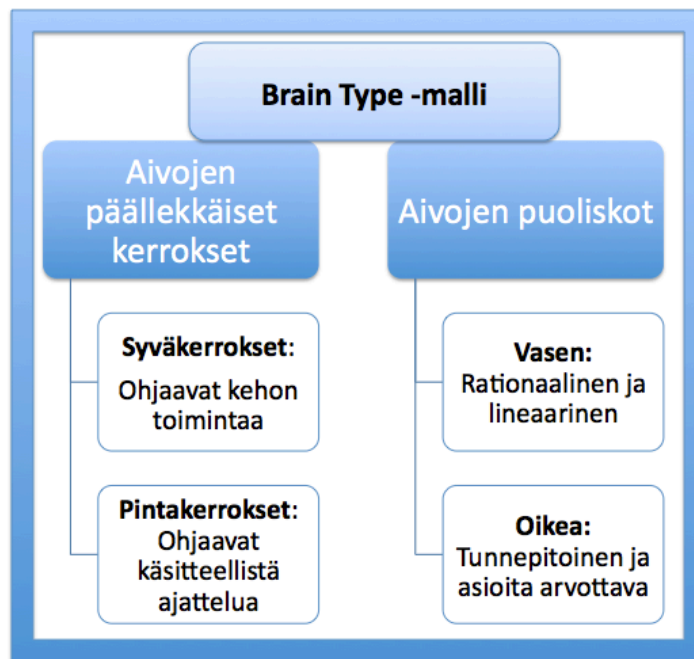 Brain Type -malli
Aivojen
päällekkäiset
kerrokset
Syväkerrokset:
Ohjaavat kehon
toimintaa
Pintakerrokset:
Ohjaavat
käsitteellistä
ajattelua
Aivojen puoliskot
Vasen:
Rationaalinen ja
lineaarinen
Oikea:
Tunnepitoinen ja
asioita arvottava